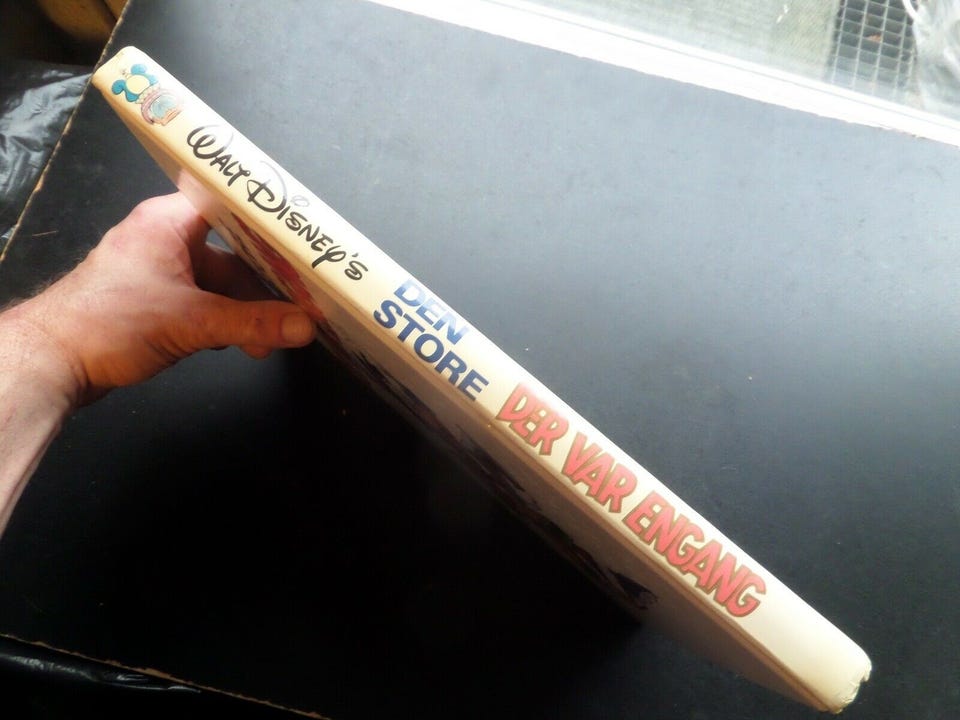 WALT DISNEY'S
DEN
STORE
DER VAR ENGANG